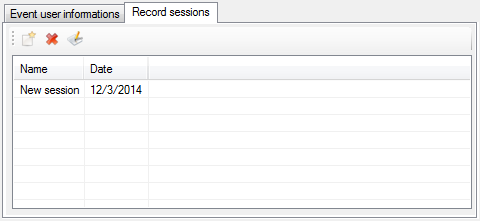 Event user informations Record sessions
Name Date
New session 12/3/2014